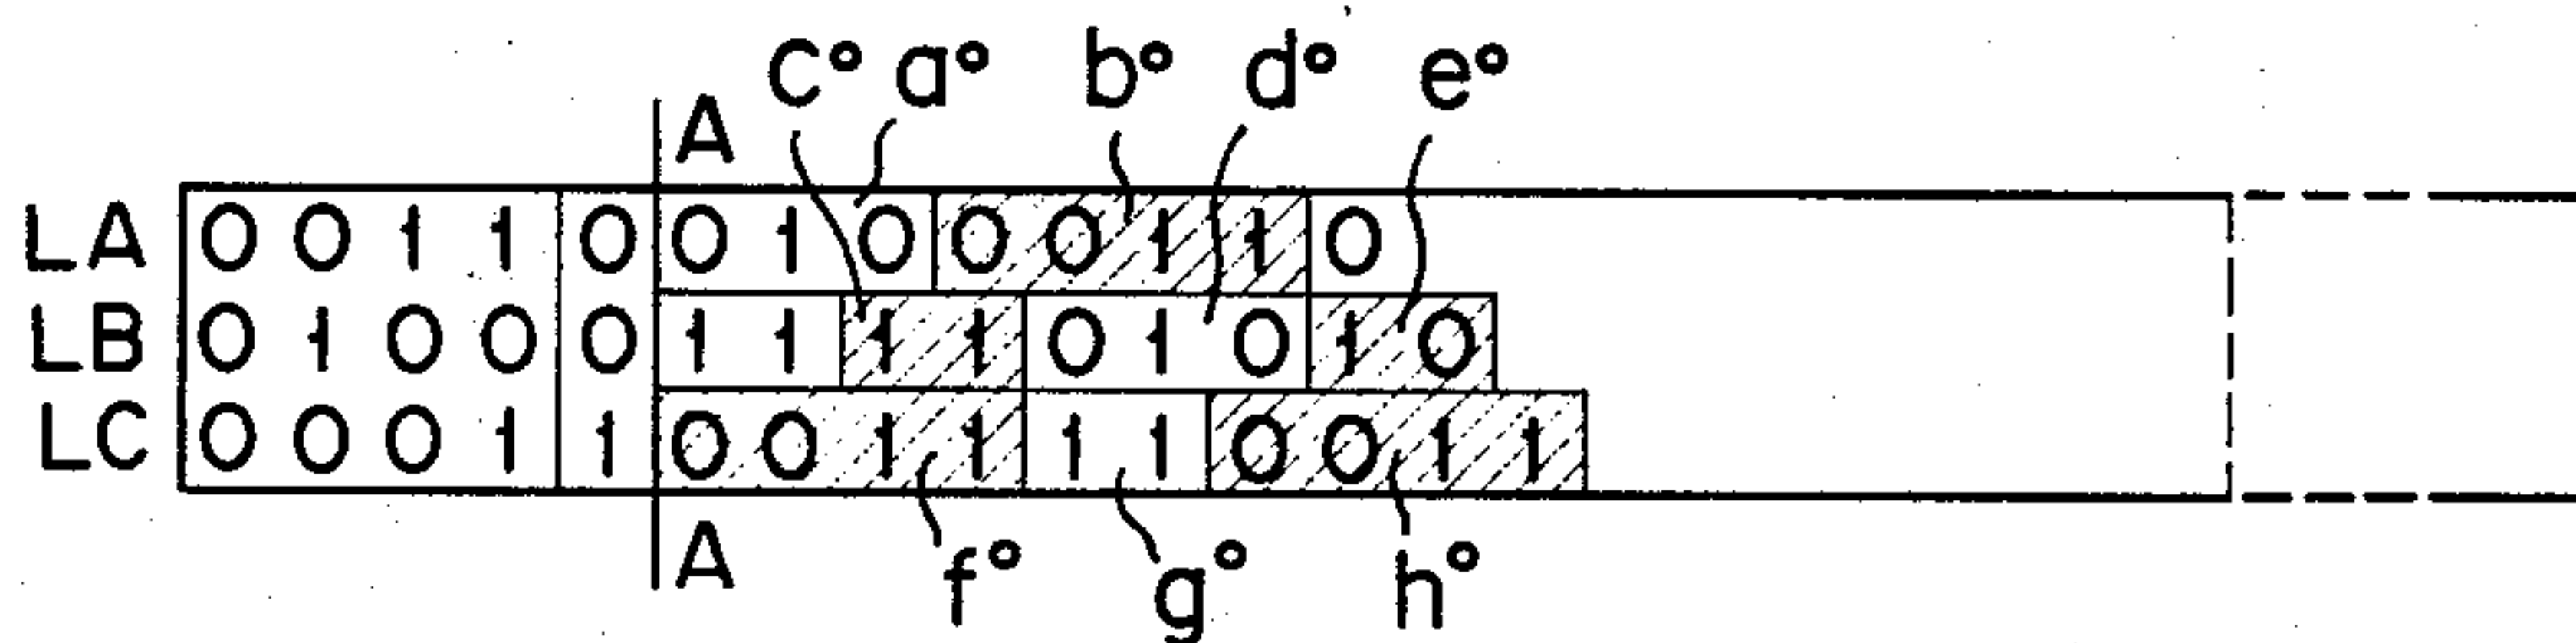 c° a° b° d° e°
A
LA 0 0 1 1 0 0 1 0 0 0 1 1 0
LB 0 1 0 0 0 1 1 1 1 0 1 0 1 0
LC 0 0 0 1 1 0 0 1 1 1 1 0 0 1 1
A
f° g° h°